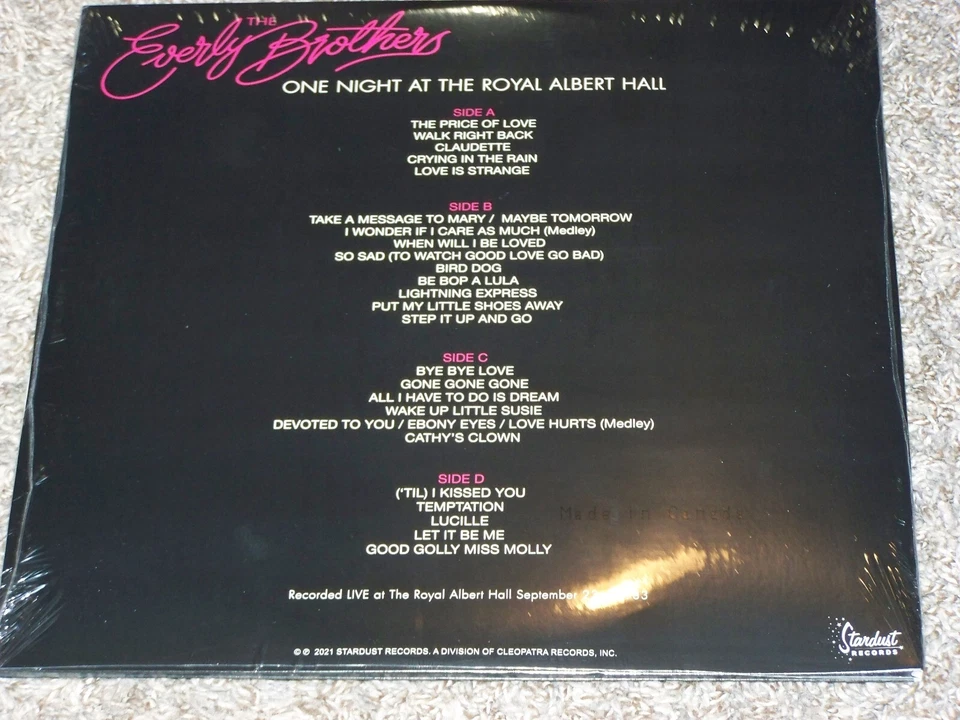 THE
Everly Brothers
ONE NIGHT AT THE ROYAL ALBERT HALL
SIDE A
THE PRICE OF LOVE
WALK RIGHT BACK
CLAUDETTE
CRYING IN THE RAIN
LOVE IS STRANGE
SIDE B
TAKE A MESSAGE TO MARY / MAYBE TOMORROW
I WONDER IF I CARE AS MUCH (Medley)
WHEN WILL I BE LOVED
SO SAD (TO WATCH GOOD LOVE GO BAD)
BIRD DOG
BE BOP A LULA
LIGHTNING EXPRESS
PUT MY LITTLE SHOES AWAY
STEP IT UP AND GO
SIDE C
BYE BYE LOVE
GONE GONE GONE
ALL I HAVE TO DO IS DREAM
WAKE UP LITTLE SUSIE
DEVOTED TO YOU / EBONY EYES / LOVE HURTS (Medley)
CATHY'S CLOWN
SIDE D
('TIL) I KISSED YOU
TEMPTATION
LUCILLE
LET IT BE ME
GOOD GOLLY MISS MOLLY
Made in Canada
Recorded LIVE at The Royal Albert Hall September
© ℗ 2021 STARDUST RECORDS. A DIVISION OF CLEOPATRA RECORDS, INC.
Stardust
RECORDS